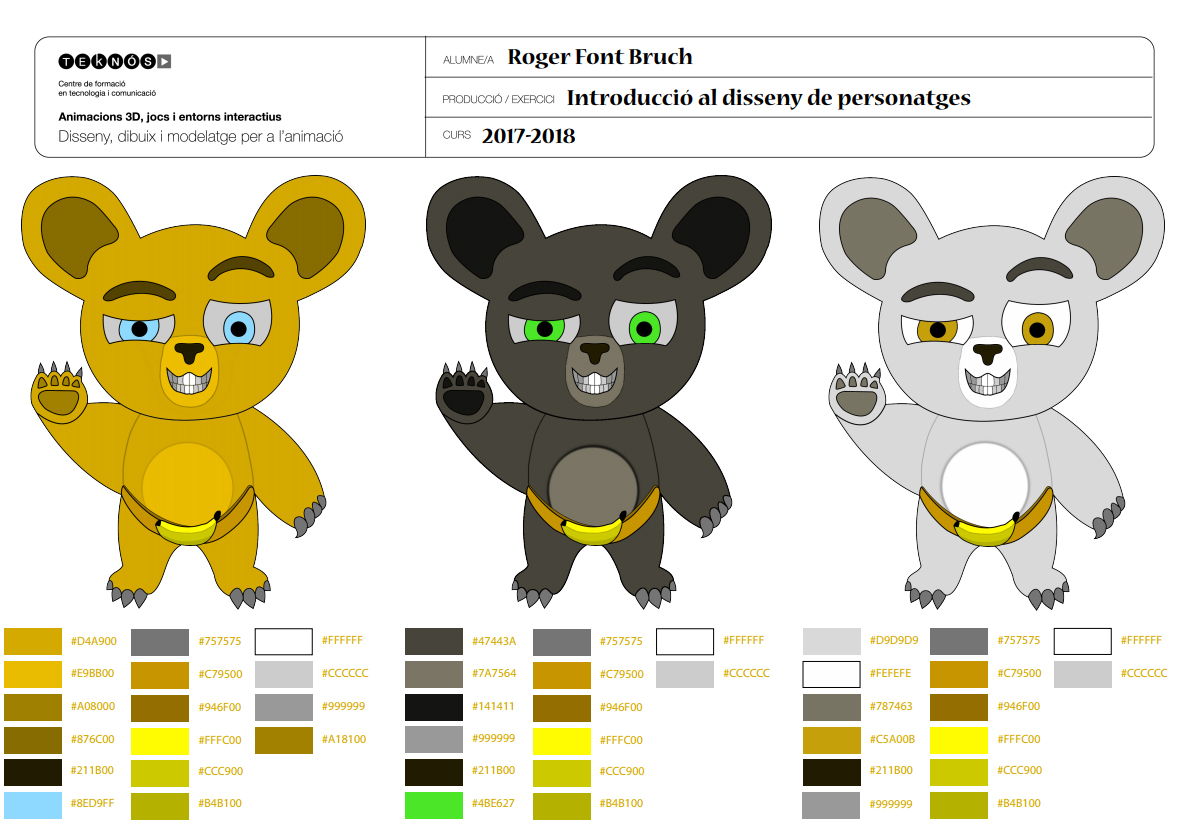 TEKNÓS
Centre de formació
en tecnologia i comunicació
Animacions 3D, jocs i entorns interactius
Disseny, dibuix i modelatge per a l'animació
ALUMNE/A Roger Font Bruch
PRODUCCIÓ / EXERCICI Introducció al disseny de personatges
CURS 2017-2018
#D4A900 #757575 #FFFFFF
#E9BB00 #C79500 #CCCCCC
#A08000 #946F00 #999999
#876C00 #FFFC00 #A18100
#211B00 #CCC900
#8ED9FF #B4B100
#47443A #757575 #FFFFFF
#7A7564 #C79500 #CCCCCC
#141411 #946F00
#999999 #FFFC00
#211B00 #CCC900
#4BE627 #B4B100
#D9D9D9 #757575 #FFFFFF
#FEFEFE #C79500 #CCCCCC
#787463 #946F00
#C5A00B #FFFC00
#211B00 #CCC900
#999999 #B4B100